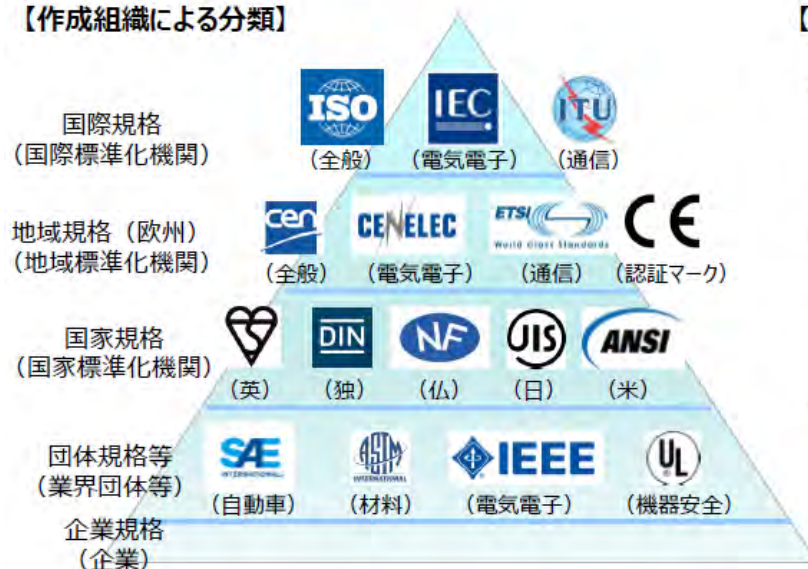 【作成組織による分類】
【
国際規格
（国際標準化機関）
ISO
IEC
ITU
（全般）
（電気電子）
（通信）
地域規格（欧州）
（地域標準化機関）
cen
CENELEC
ETSI
World Class Standards
CE
（全般）
（電気電子）
（通信）
（認証マーク）
国家規格
（国家標準化機関）
S
DIN
NF
JIS
ANSI
（英）
（独）
（仏）
（日）
（米）
団体規格等
（業界団体等）
SAE
INTERNATIONAL
ASTM
INTERNATIONAL
IEEE
UL
（自動車）
（材料）
（電気電子）
（機器安全）
企業規格
（企業）